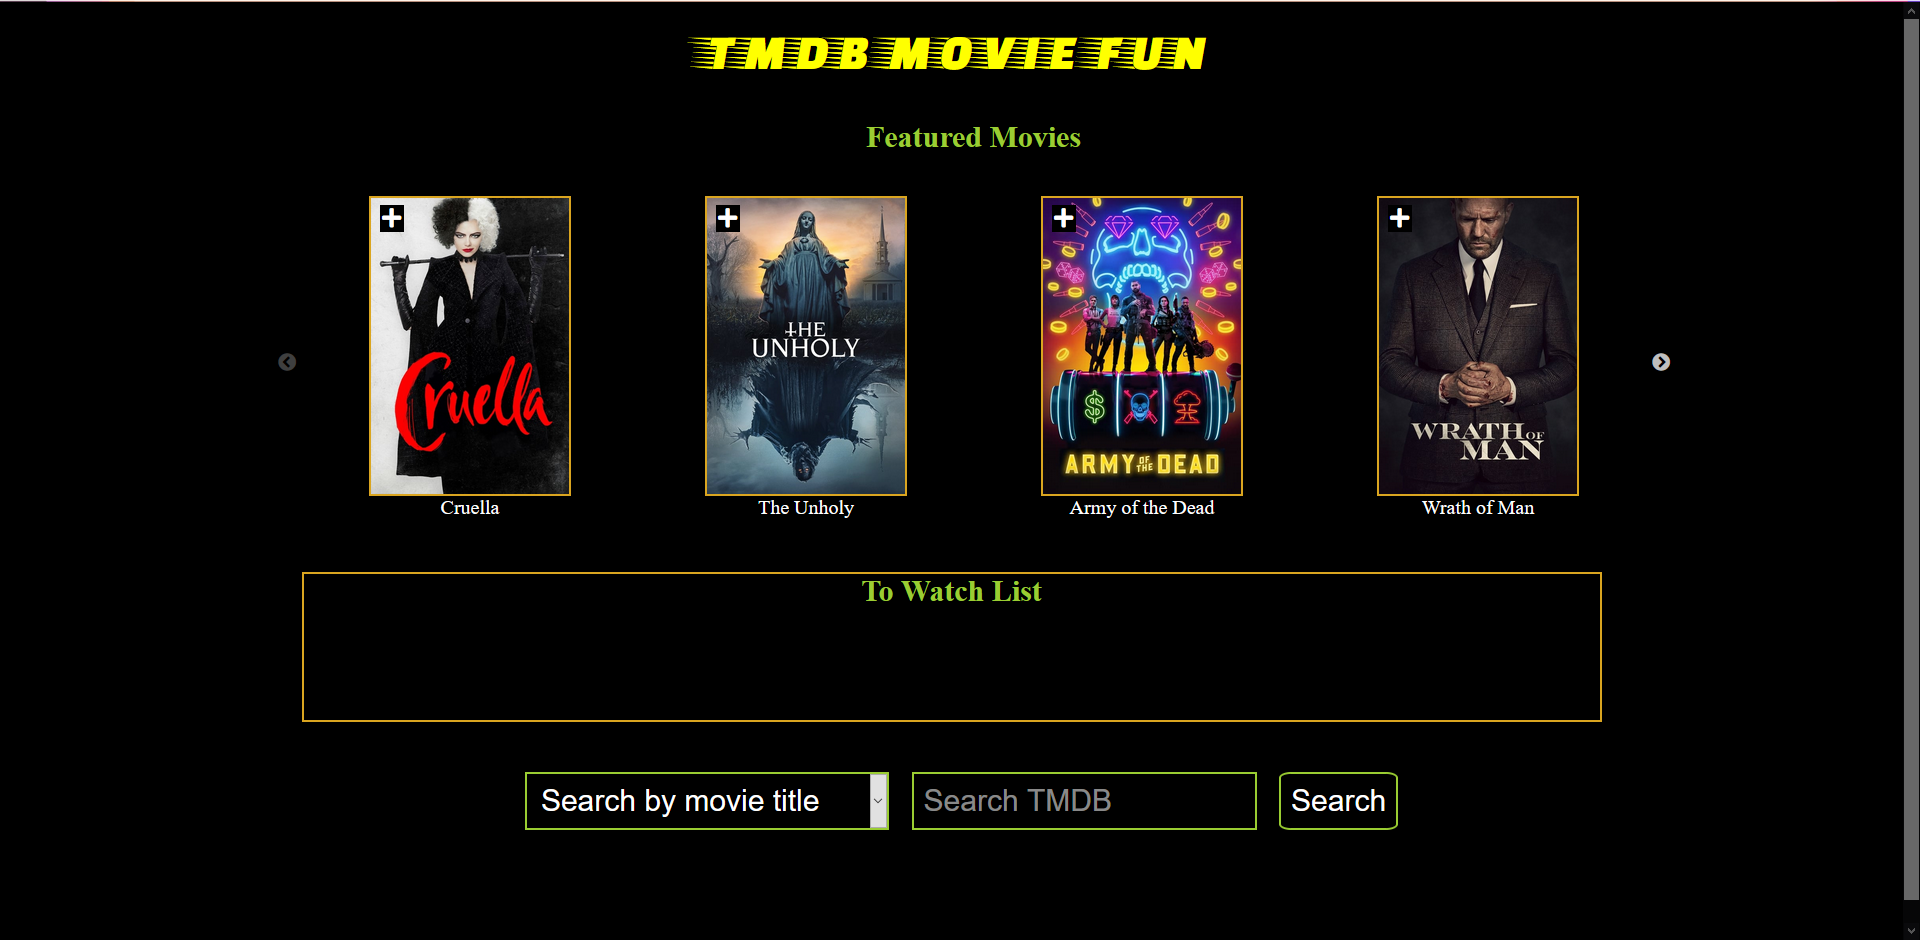 TMDB MOVIE FUN
Featured Movies
Cruella
THE
UNHOLY
ARMY OF THE DEAD
WRATH OF
MAN
Cruella
The Unholy
Army of the Dead
Wrath of Man
To Watch List
Search by movie title
Search TMDB
Search